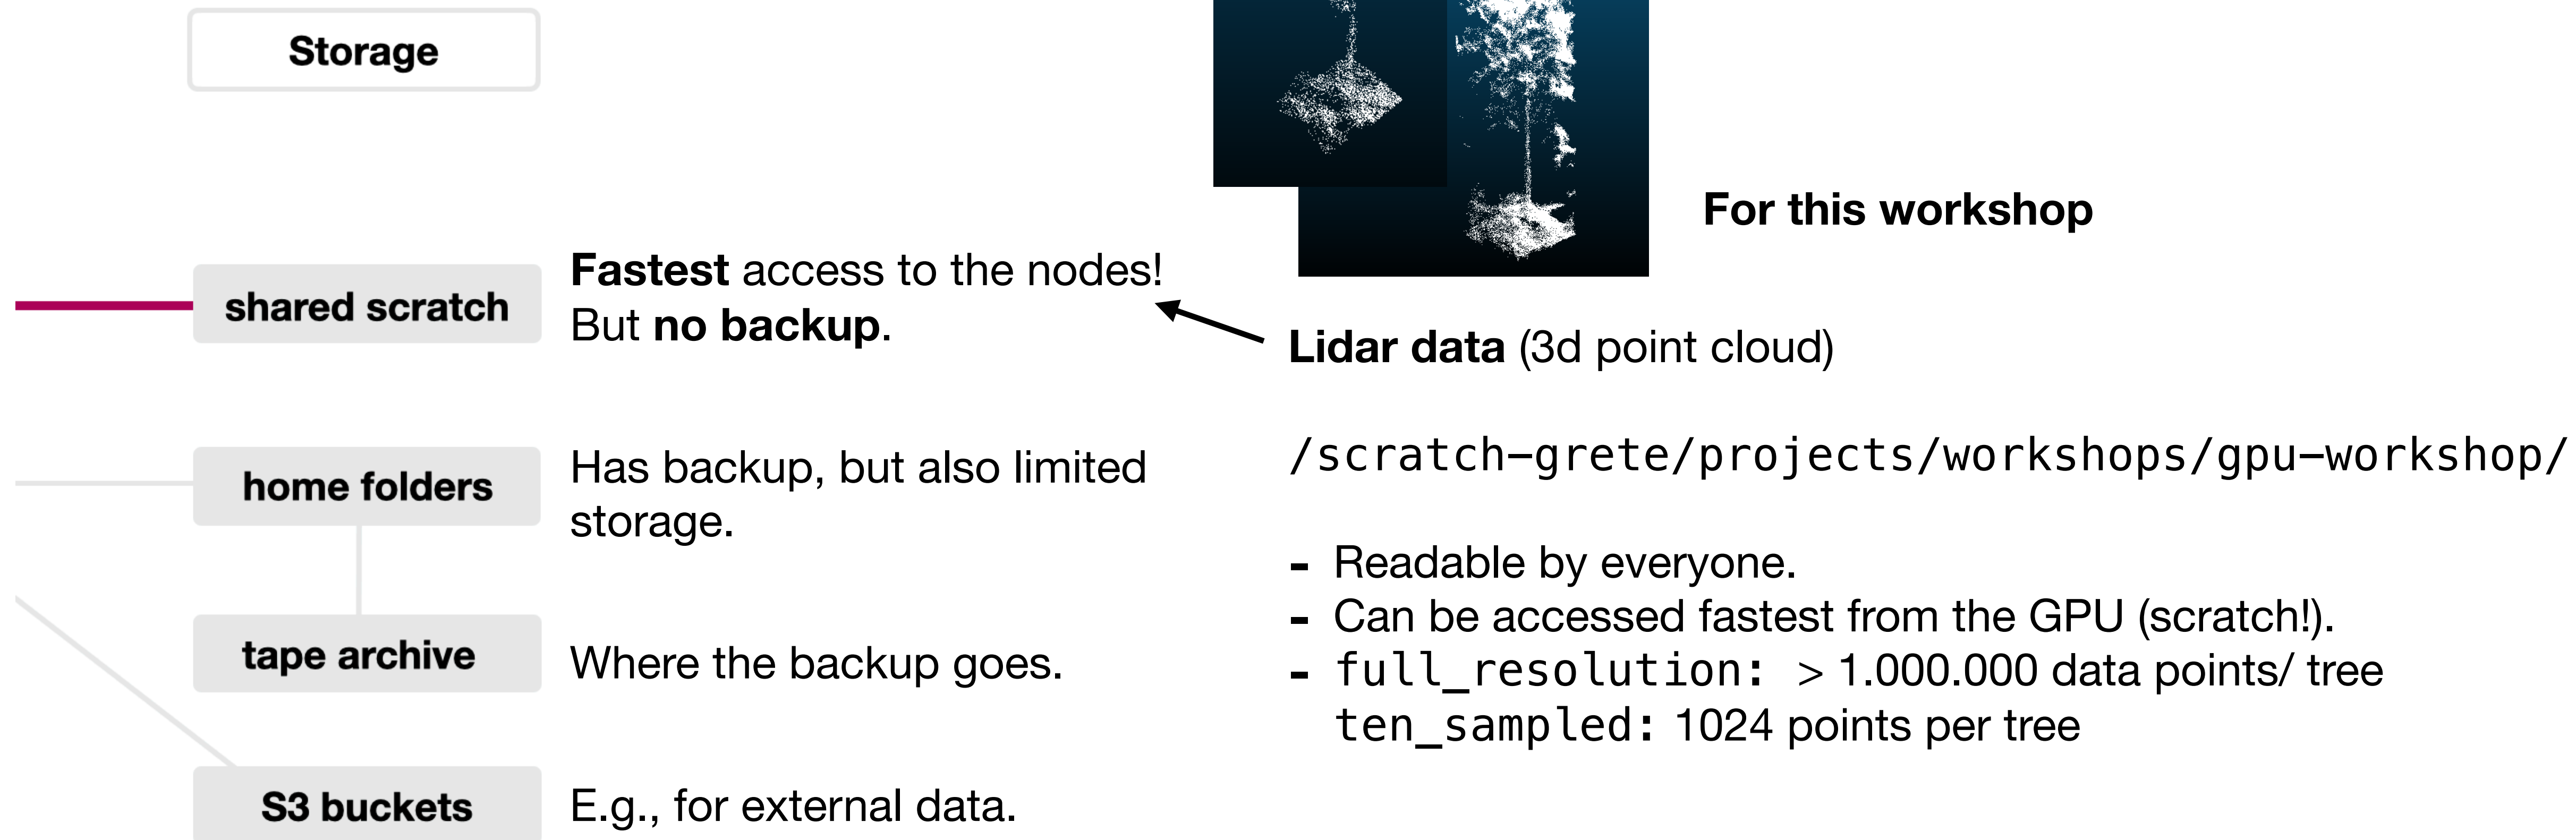 Storage
shared scratch
Fastest access to the nodes!
But no backup.
home folders
Has backup, but also limited
storage.
tape archive
Where the backup goes.
S3 buckets
E.g., for external data.
For this workshop
Lidar data (3d point cloud)
/scratch-grete/projects/workshops/gpu-workshop/
- Readable by everyone.
- Can be accessed fastest from the GPU (scratch!).
- full_resolution: > 1.000.000 data points/ tree
ten_sampled: 1024 points per tree